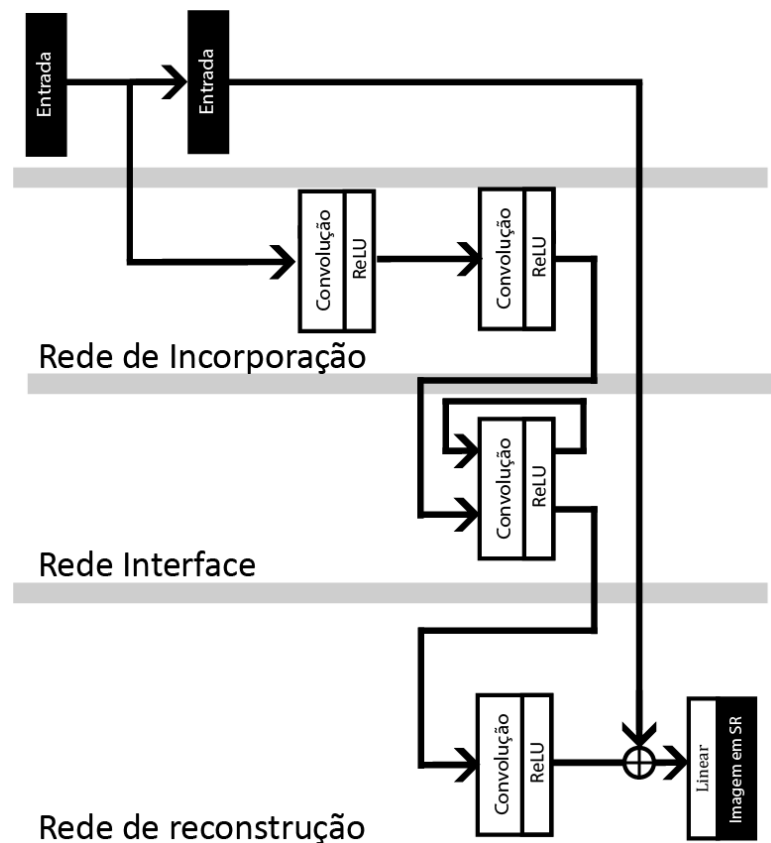 Entrada
Entrada
Convolução
ReLU
Convolução
ReLU
Rede de Incorporação
Convolução
ReLU
Rede Interface
Convolução
ReLU
Linear
Imagem em SR
Rede de reconstrução